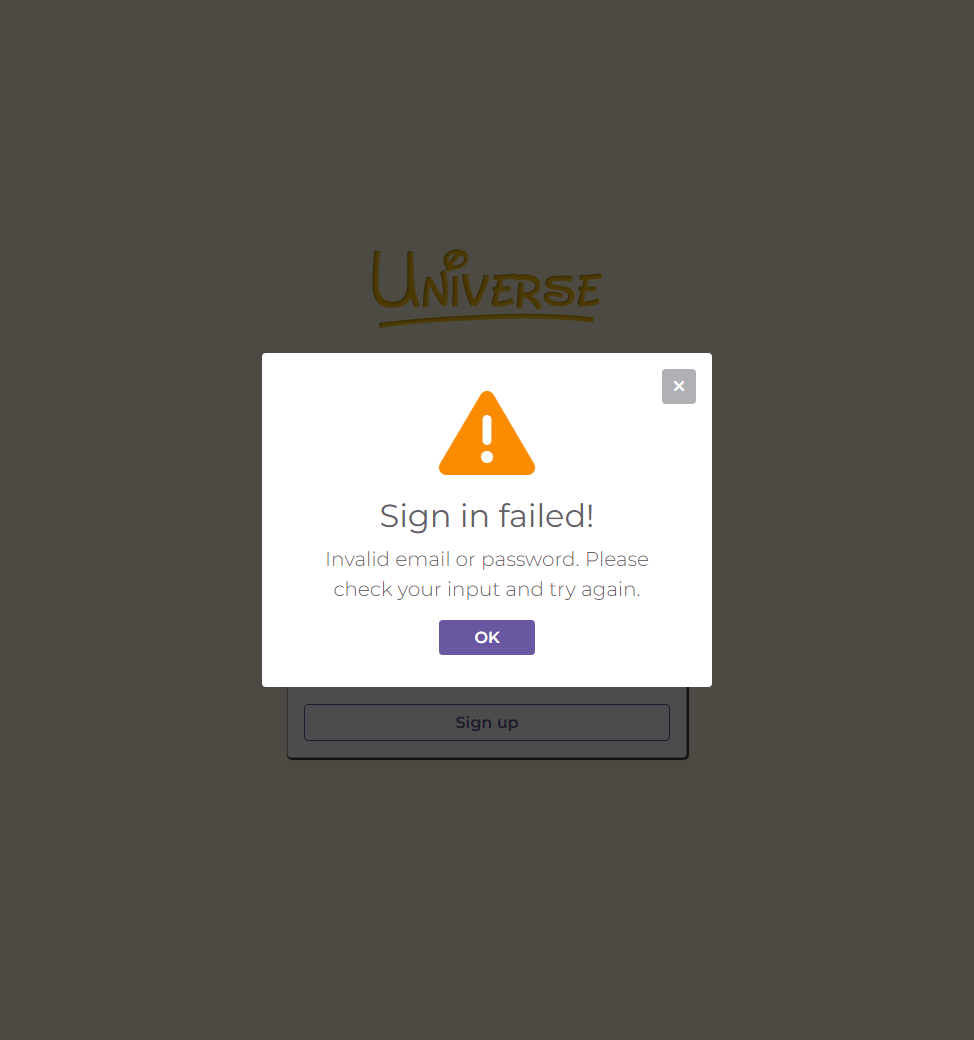 UNIVERSE
×
Sign in failed!
Invalid email or password. Please
check your input and try again.
OK
Sign up